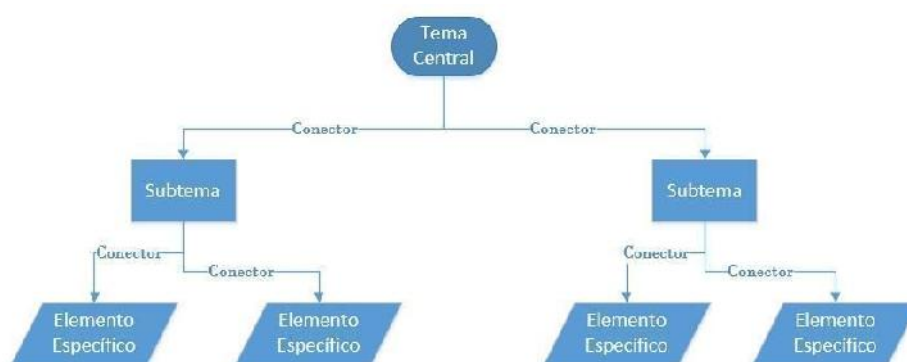 Tema
Central
Conector
Conector
Subtema
Subtema
Conector
Conector
Conector
Conector
Elemento
Específico
Elemento
Específico
Elemento
Específico
Elemento
Específico